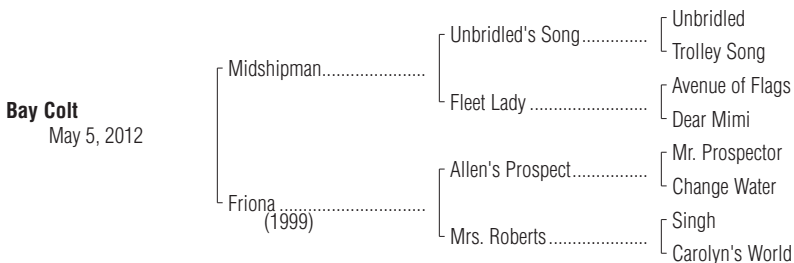 Unbridled
Unbridled's Song..............
Trolley Song
Midshipman......................
Avenue of Flags
Fleet Lady .........................
Dear Mimi
Bay Colt
May 5, 2012
Mr. Prospector
Allen's Prospect................
Change Water
Friona ...............................
(1999)
Singh
Mrs. Roberts.....................
Carolyn's World